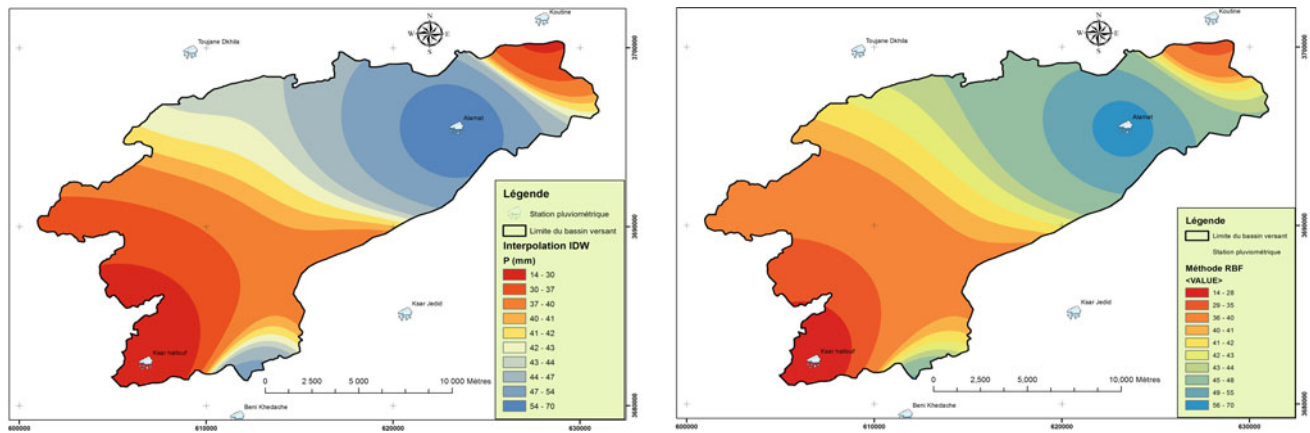 Koutine
Toujane Dkhila
N
W E
S
3700000
Alamat
3690000
Ksar Jedid
Ksar hallouf
Beni Khedache
0 2 500 5 000 10 000 Mètres
3680000
600000 610000 620000 630000
Légende
Station pluviométrique
Limite du bassin versant
Interpolation IDW
P (mm)
14 - 30
30 - 37
37 - 40
40 - 41
41 - 42
42 - 43
43 - 44
44 - 47
47 - 54
54 - 70
Koutine
Toujane Dkhila
N
W E
S
3700000
Alamat
3690000
Ksar Jedid
Ksar hallouf
Beni Khedache
0 2,500 5,000 10,000 Mètres
3680000
600000 610000 620000 630000
Légende
Limite du bassin versant
Station pluviométrique
Méthode RBF
<VALUE>
14 - 28
29 - 35
36 - 40
40 - 41
41 - 42
42 - 43
43 - 44
45 - 48
49 - 55
56 - 70